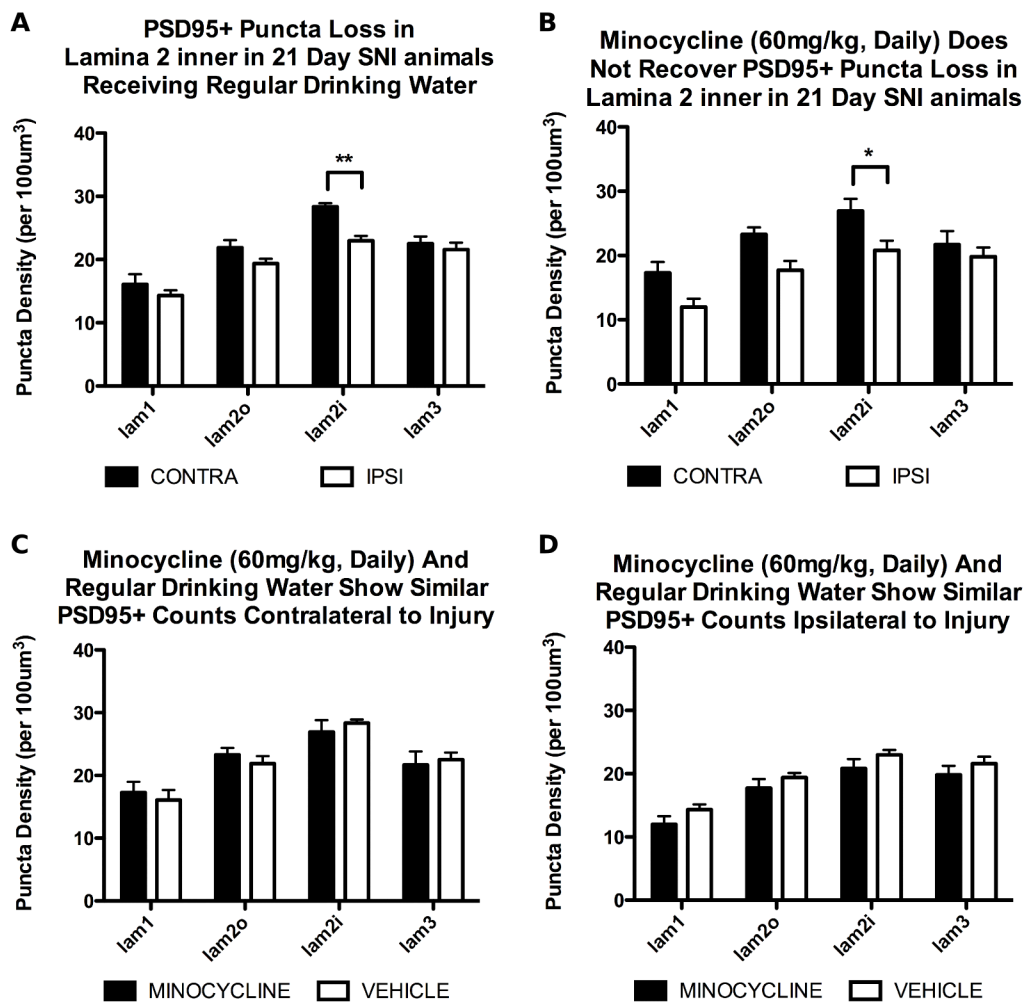 A
PSD95+ Puncta Loss in
Lamina 2 inner in 21 Day SNI animals
Receiving Regular Drinking Water
Puncta Density (per 100um³)
40
30
20
10
0
**
lam1
lam2o
lam2i
lam3
CONTRA
IPSI
B
Minocycline (60mg/kg, Daily) Does
Not Recover PSD95+ Puncta Loss in
Lamina 2 inner in 21 Day SNI animals
Puncta Density (per 100um³)
40
30
20
10
0
*
lam1
lam2o
lam2i
lam3
CONTRA
IPSI
C
Minocycline (60mg/kg, Daily) And
Regular Drinking Water Show Similar
PSD95+ Counts Contralateral to Injury
Puncta Density (per 100um³)
40
30
20
10
0
lam1
lam2o
lam2i
lam3
MINOCYCLINE
VEHICLE
D
Minocycline (60mg/kg, Daily) And
Regular Drinking Water Show Similar
PSD95+ Counts Ipsilateral to Injury
Puncta Density (per 100um³)
40
30
20
10
0
lam1
lam2o
lam2i
lam3
MINOCYCLINE
VEHICLE